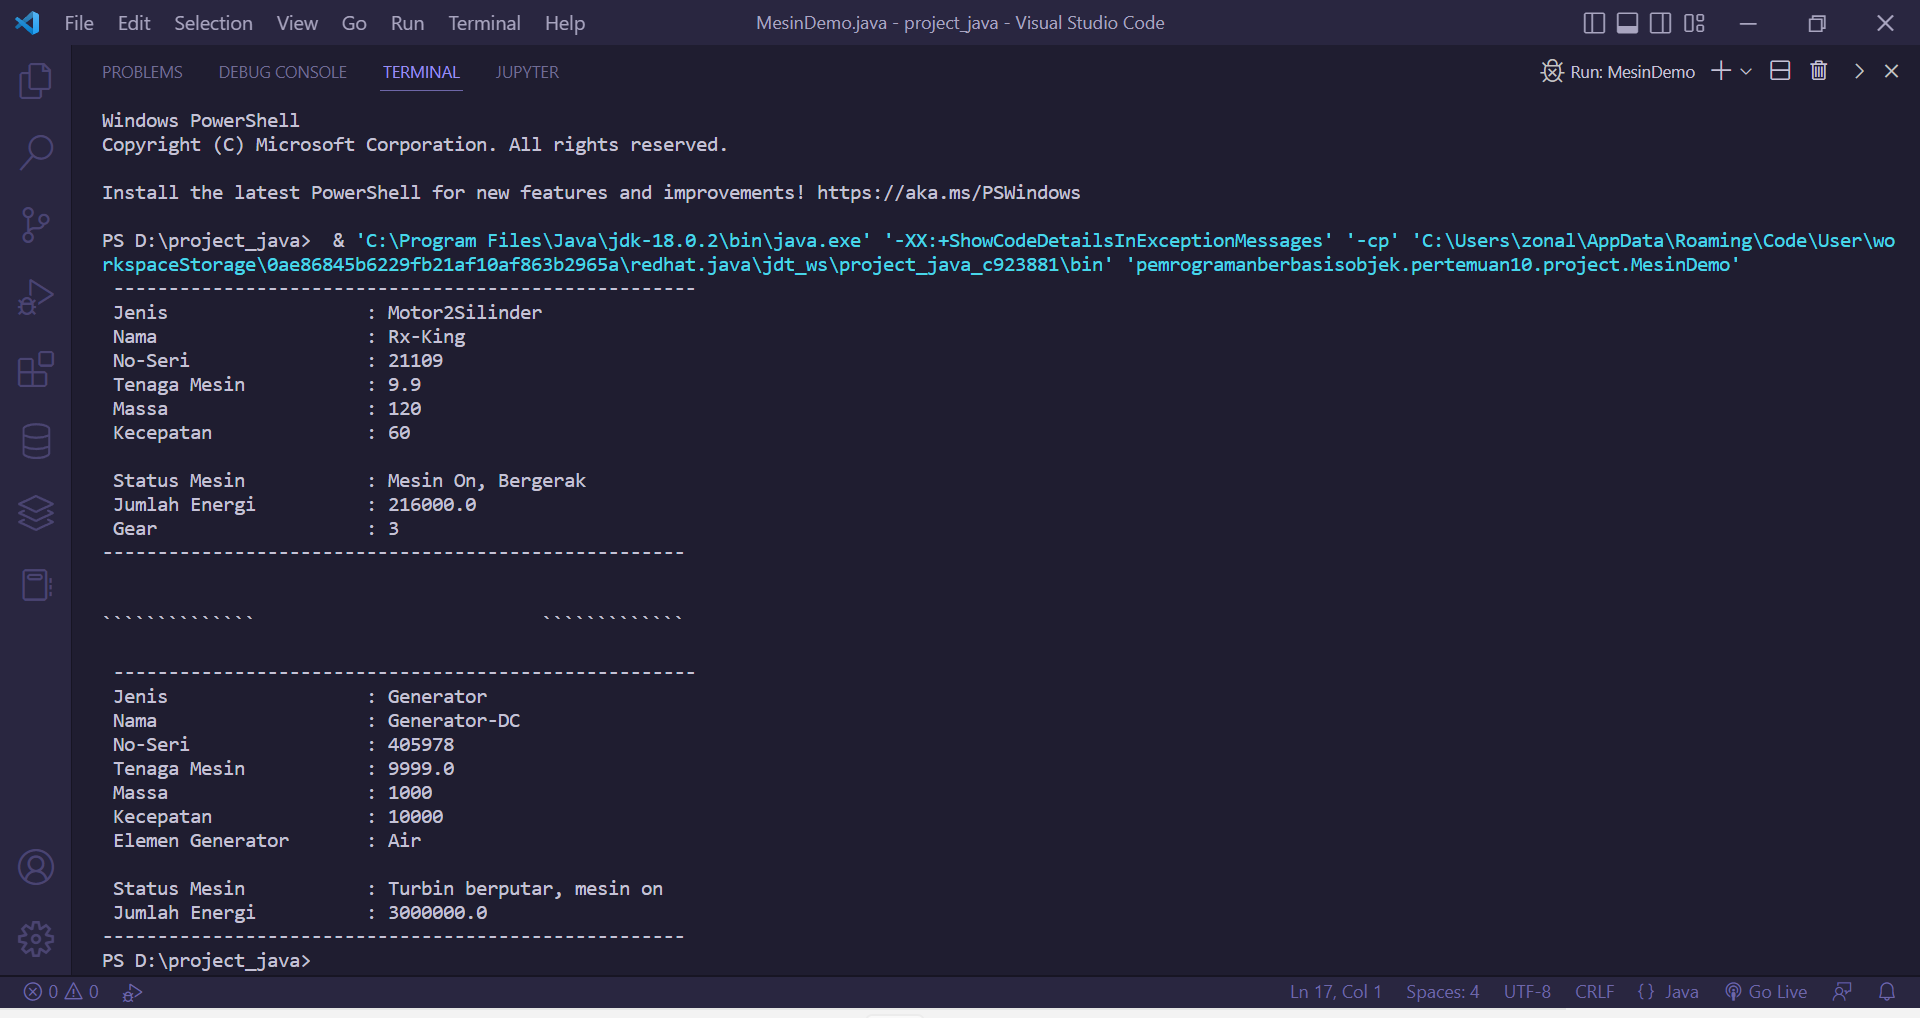 File Edit Selection View Go Run Terminal Help MesinDemo.java - project_java - Visual Studio Code
PROBLEMS DEBUG CONSOLE TERMINAL JUPYTER Run: MesinDemo
Windows PowerShell
Copyright (C) Microsoft Corporation. All rights reserved.
Install the latest PowerShell for new features and improvements! https://aka.ms/PSWindows
PS D:\project_java>  & 'C:\Program Files\Java\jdk-18.0.2\bin\java.exe' '-XX:+ShowCodeDetailsInExceptionMessages' '-cp' 'C:\Users\zonal\AppData\Roaming\Code\User\wo
rkspaceStorage\0ae86845b6229fb21af10af863b2965a\redhat.java\jdt_ws\project_java_c923881\bin' 'pemrogramanberbasisobjek.pertemuan10.project.MesinDemo'
-----------------------------------------------------
Jenis : Motor2Silinder
Nama : Rx-King
No-Seri : 21109
Tenaga Mesin : 9.9
Massa : 120
Kecepatan : 60
Status Mesin : Mesin On, Bergerak
Jumlah Energi : 216000.0
Gear : 3
-----------------------------------------------------
`````````````` `````````````
-----------------------------------------------------
Jenis : Generator
Nama : Generator-DC
No-Seri : 405978
Tenaga Mesin : 9999.0
Massa : 1000
Kecepatan : 10000
Elemen Generator : Air
Status Mesin : Turbin berputar, mesin on
Jumlah Energi : 3000000.0
-----------------------------------------------------
PS D:\project_java>
0 0 Ln 17, Col 1 Spaces: 4 UTF-8 CRLF {} Java Go Live